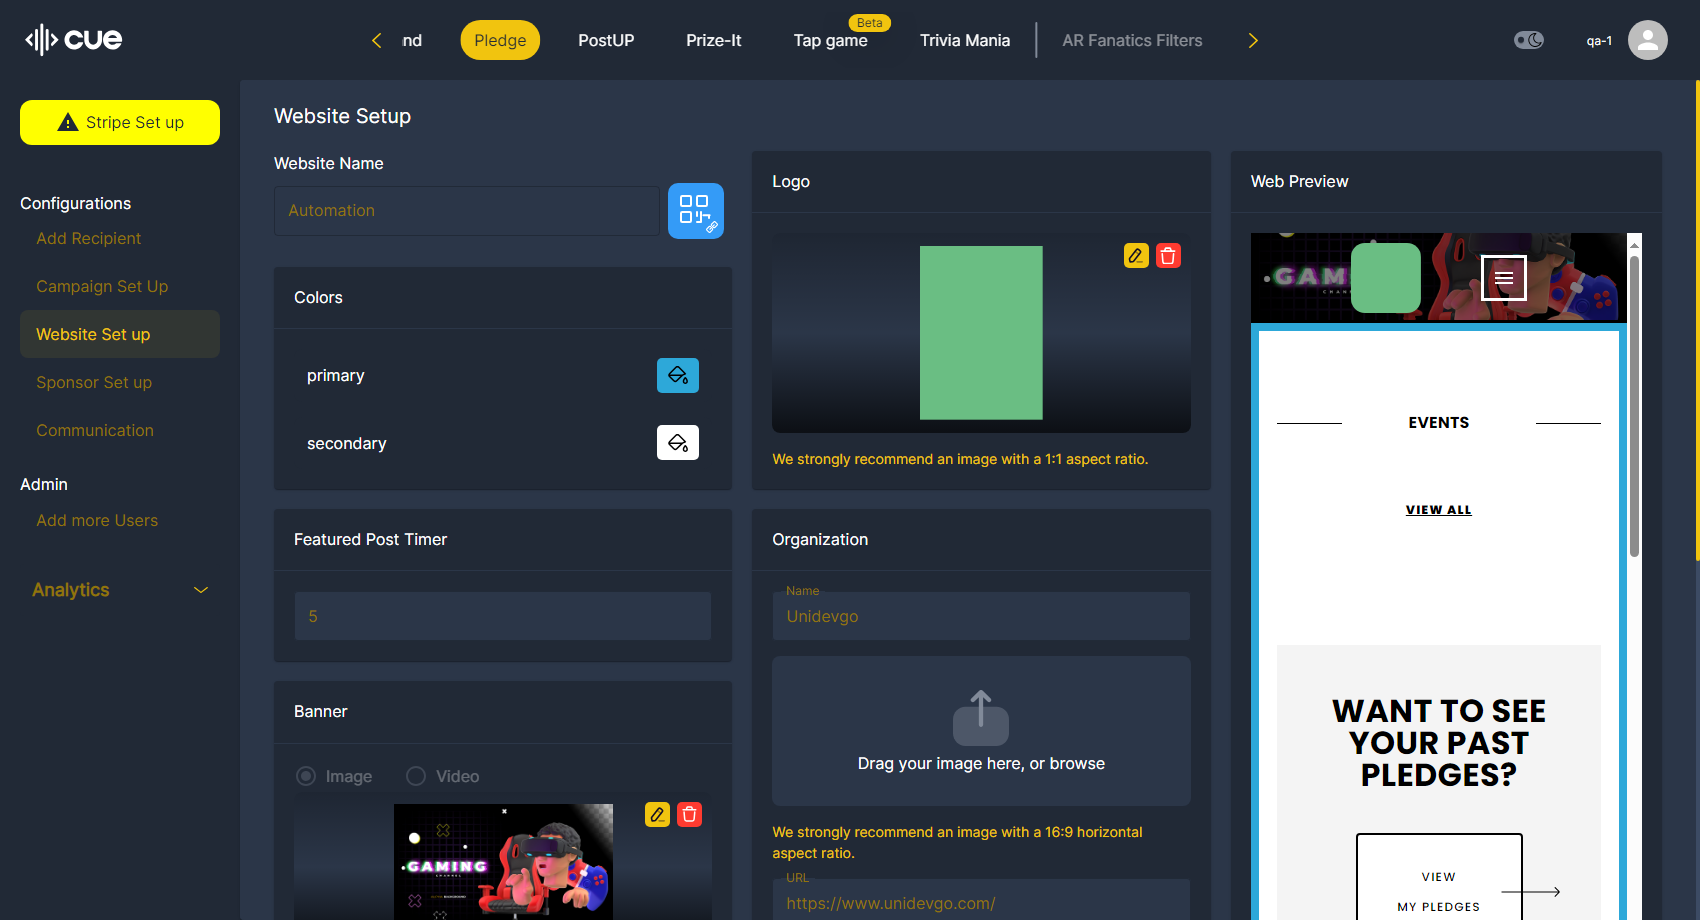 cue
nd
Pledge
PostUP
Prize-It
Tap game
Beta
Trivia Mania
AR Fanatics Filters
qa-1
Stripe Set up
Configurations
Add Recipient
Campaign Set Up
Website Set up
Sponsor Set up
Communication
Admin
Add more Users
Analytics
Website Setup
Website Name
Automation
Colors
primary
secondary
Featured Post Timer
5
Banner
Image
Video
GAMING
Logo
We strongly recommend an image with a 1:1 aspect ratio.
Organization
Name
Unidevgo
Drag your image here, or browse
We strongly recommend an image with a 16:9 horizontal
aspect ratio.
URL
https://www.unidevgo.com/
Web Preview
GAM
EVENTS
VIEW ALL
WANT TO SEE
YOUR PAST
PLEDGES?
VIEW
MY PLEDGES